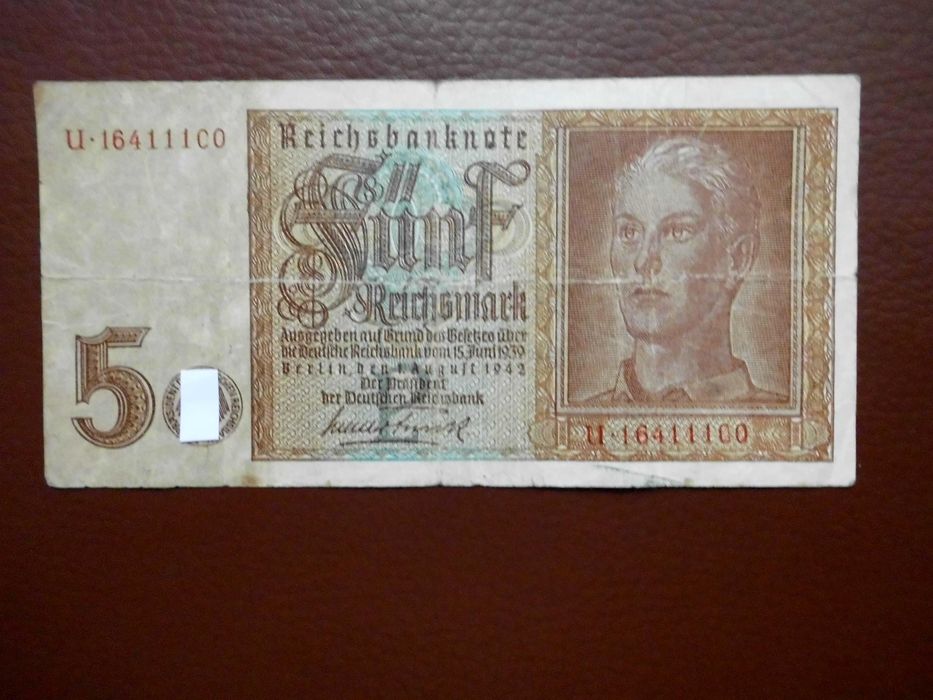 U·16411100
Reichsbanknote
Fünf
Reichsmark
Ausgegeben auf Grund des Gesetzes über
die Deutsche Reichsbank vom 15. Juni 1939
Berlin, den 1. August 1942
Der Präsident
der Deutschen Reichsbank
5
U·16411100